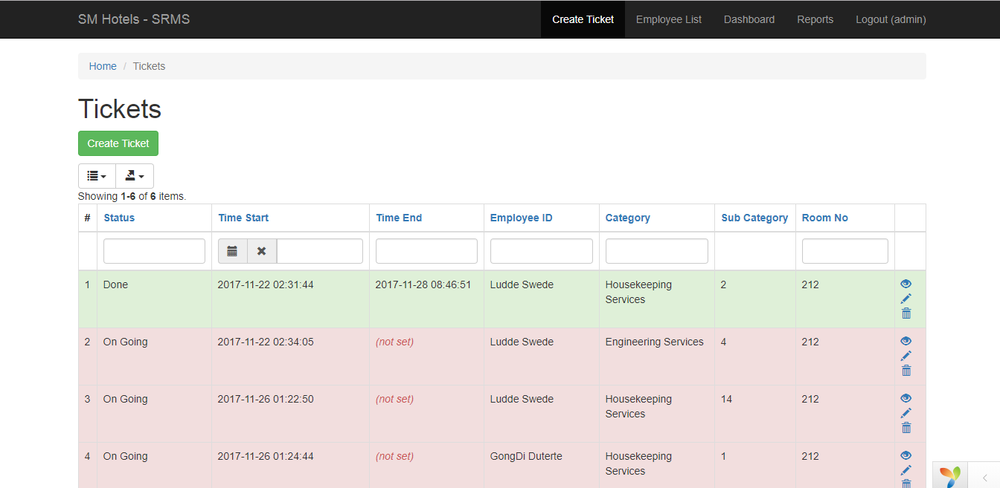 SM Hotels - SRMS
Create Ticket Employee List Dashboard Reports Logout (admin)
Home / Tickets
Tickets
Create Ticket
Showing 1-6 of 6 items.
# Status Time Start Time End Employee ID Category Sub Category Room No
1 Done 2017-11-22 02:31:44 2017-11-28 08:46:51 Ludde Swede Housekeeping Services 2 212
2 On Going 2017-11-22 02:34:05 (not set) Ludde Swede Engineering Services 4 212
3 On Going 2017-11-26 01:22:50 (not set) Ludde Swede Housekeeping Services 14 212
4 On Going 2017-11-26 01:24:44 (not set) GongDi Duterte Housekeeping Services 1 212